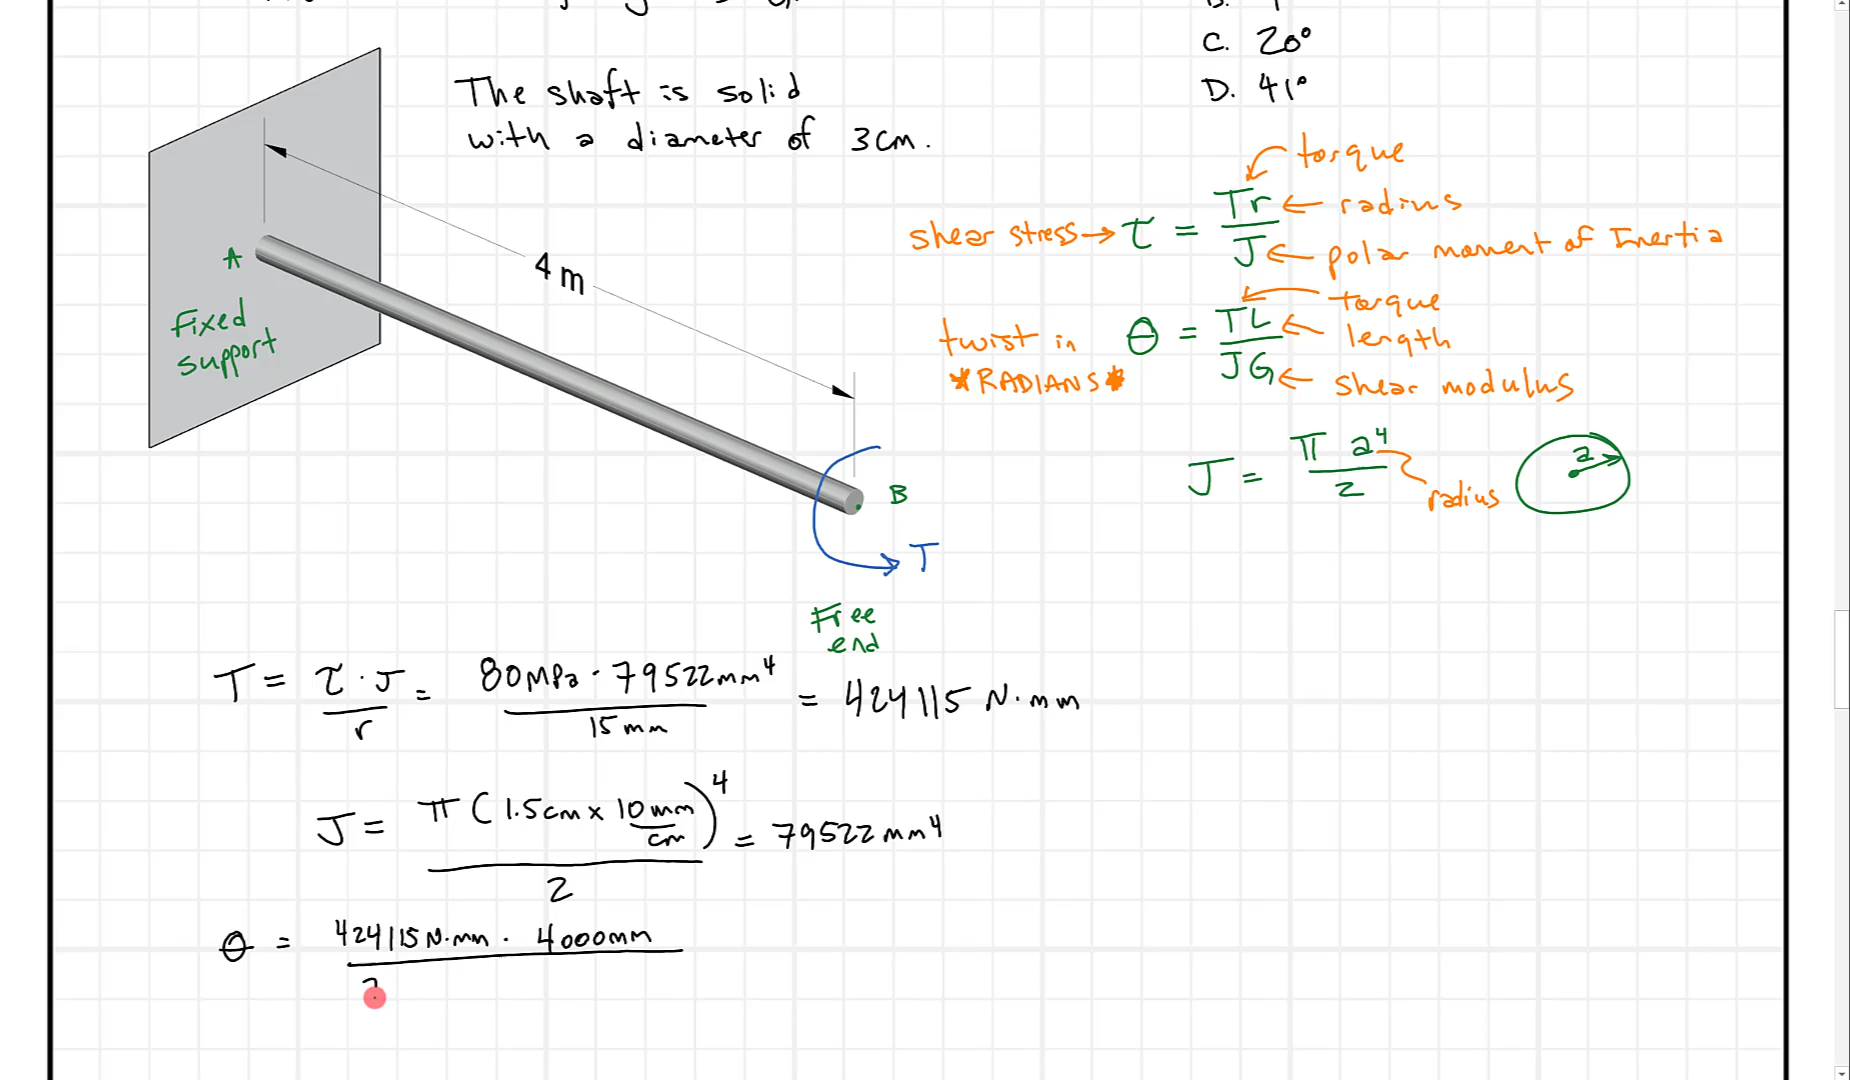 C. 20°
D. 41°
The shaft is solid
with a diameter of 3cm.
torque
shear stress → τ = Tr/J ← radius
← polar moment of Inertia
A
4 m
Fixed
support
torque
twist in θ = TL/JG ← length
*RADIANS* ← shear modulus
J = π a⁴/2
radius
a
B
T
Free
end
T = τ · J / r = 80MPa · 79522mm⁴ / 15mm = 424115 N·mm
J = π (1.5cm × 10mm/cm)⁴ / 2 = 79522mm⁴
θ = 424115N·mm · 4000mm